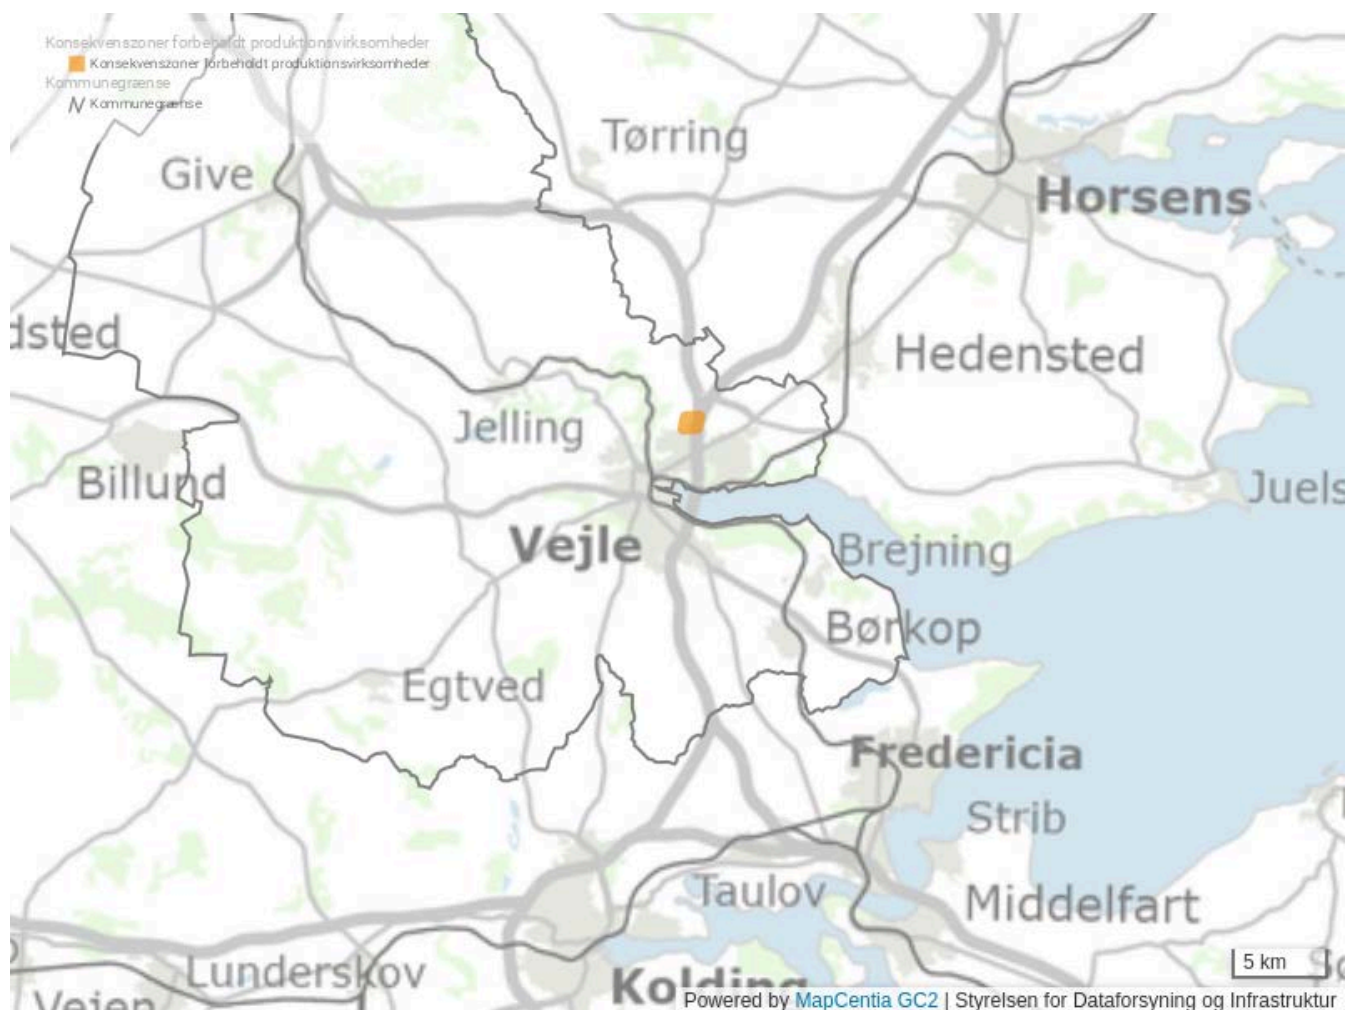 Konsekvenszoner forbeholdt produktionsvirksomheder
Konsekvenszoner forbeholdt produktionsvirksomheder
Kommunegrænse
Kommunegrænse
Tørring
Give
Horsens
dsted
Hedensted
Jelling
Billund
Juels
Vejle
Brejning
Børkop
Egtved
Fredericia
Strib
Taulov
Middelfart
5 km
Lunderskov
Kolding
Vejen
Powered by MapCentia GC2 | Styrelsen for Dataforsyning og Infrastruktur